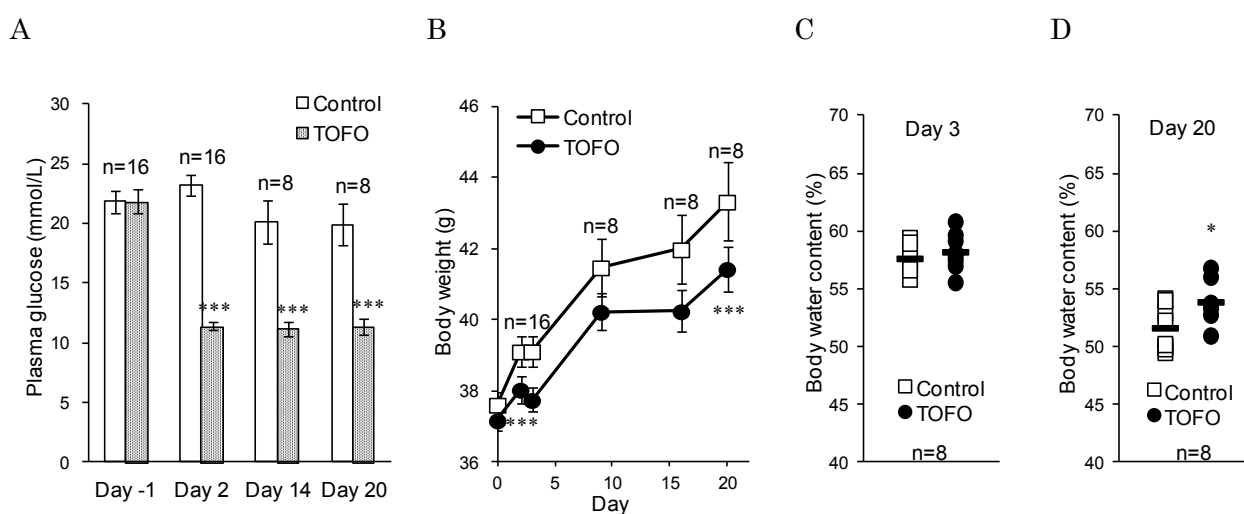 A
B
C
D
Plasma glucose (mmol/L)
30
25
20
15
10
5
0
Control
TOFO
n=16
n=16
n=8
n=8
***
***
***
Day -1
Day 2
Day 14
Day 20
Body weight (g)
46
44
42
40
38
36
Control
TOFO
n=16
n=8
n=8
n=8
***
***
0
5
10
15
20
Day
Body water content (%)
70
65
60
55
50
45
40
Day 3
Control
TOFO
n=8
Body water content (%)
70
65
60
55
50
45
40
Day 20
*
Control
TOFO
n=8